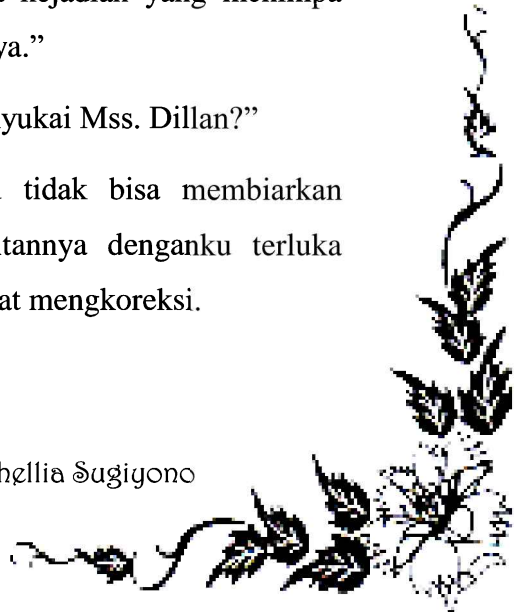 kejadian yang menimpa
ya.”
yukai Mss. Dillan?”
tidak bisa membiarkan
tannya denganku terluka
at mengkoreksi.
hellia Sugiyono